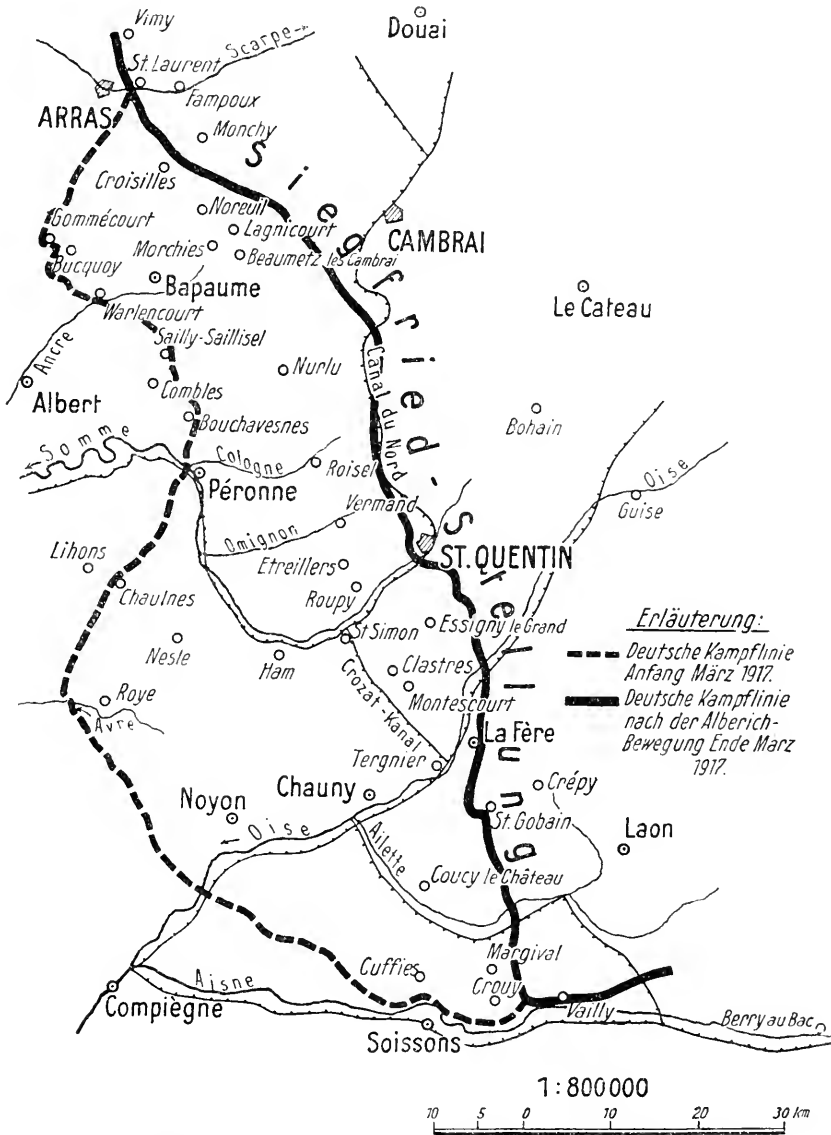 Vimy
Douai
Scarpe
St. Laurent
Fampoux
ARRAS
Monchy
Siegfried-Stellung
Croisilles
Noreuil
Gommécourt
Lagnicourt
CAMBRAI
Morchies
Beaumetz les Cambrai
Bucquoy
Bapaume
Le Cateau
Warlencourt
Sailly-Saillisel
Ancre
Canal du Nord
Nurlu
Albert
Combles
Bouchavesnes
Bohain
Somme
Cologne
Roisel
Péronne
Oise
Guise
Vermand
Omignon
ST. QUENTIN
Lihons
Etreillers
Chaulnes
Roupy
Essigny le Grand
St Simon
Nesle
Ham
Clastres
Crozat-Kanal
Montescourt
Roye
Avre
La Fère
Tergnier
Chauny
Crépy
Noyon
St. Gobain
Oise
Ailette
Laon
Coucy le Château
Margival
Cuffies
Aisne
Crouy
Compiègne
Vailly
Soissons
Berry au Bac
Erläuterung:
Deutsche Kampflinie
Anfang März 1917.
Deutsche Kampflinie
nach der Alberich-
Bewegung Ende März
1917.
1:800000
10 5 0 10 20 30 km